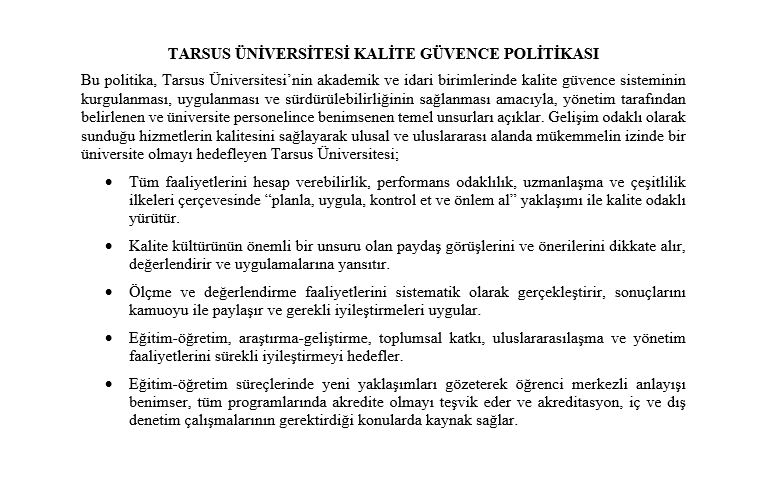 TARSUS ÜNİVERSİTESİ KALİTE GÜVENCE POLİTİKASI
Bu politika, Tarsus Üniversitesi’nin akademik ve idari birimlerinde kalite güvence sisteminin
kurgulanması, uygulanması ve sürdürülebilirliğinin sağlanması amacıyla, yönetim tarafından
belirlenen ve üniversite personelince benimsenen temel unsurları açıklar. Gelişim odaklı olarak
sunduğu hizmetlerin kalitesini sağlayarak ulusal ve uluslararası alanda mükemmelin izinde bir
üniversite olmayı hedefleyen Tarsus Üniversitesi;
• Tüm faaliyetlerini hesap verebilirlik, performans odaklılık, uzmanlaşma ve çeşitlilik
ilkeleri çerçevesinde “planla, uygula, kontrol et ve önlem al” yaklaşımı ile kalite odaklı
yürütür.
• Kalite kültürünün önemli bir unsuru olan paydaş görüşlerini ve önerilerini dikkate alır,
değerlendirir ve uygulamalarına yansıtır.
• Ölçme ve değerlendirme faaliyetlerini sistematik olarak gerçekleştirir, sonuçlarını
kamuoyu ile paylaşır ve gerekli iyileştirmeleri uygular.
• Eğitim-öğretim, araştırma-geliştirme, toplumsal katkı, uluslararasılaşma ve yönetim
faaliyetlerini sürekli iyileştirmeyi hedefler.
• Eğitim-öğretim süreçlerinde yeni yaklaşımları gözeterek öğrenci merkezli anlayışı
benimser, tüm programlarında akredite olmayı teşvik eder ve akreditasyon, iç ve dış
denetim çalışmalarının gerektirdiği konularda kaynak sağlar.